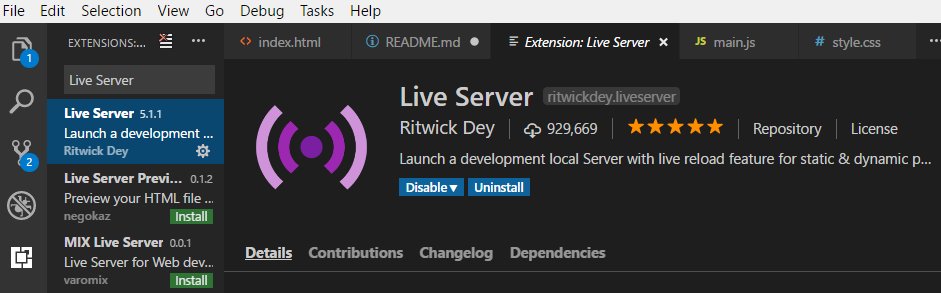 File Edit Selection View Go Debug Tasks Help
EXTENSIONS:... ...
index.html README.md Extension: Live Server × JS main.js # style.css ...
1
2
Live Server
Live Server 5.1.1
Launch a development ...
Ritwick Dey
Live Server Previ... 0.1.2
Preview your HTML file ...
negokaz Install
MIX Live Server 0.0.1
Live Server for Web dev...
varomix Install
Live Server ritwickdey.liveserver
Ritwick Dey 929,669 Repository License
Launch a development local Server with live reload feature for static & dynamic p...
Disable▼ Uninstall
Details Contributions Changelog Dependencies